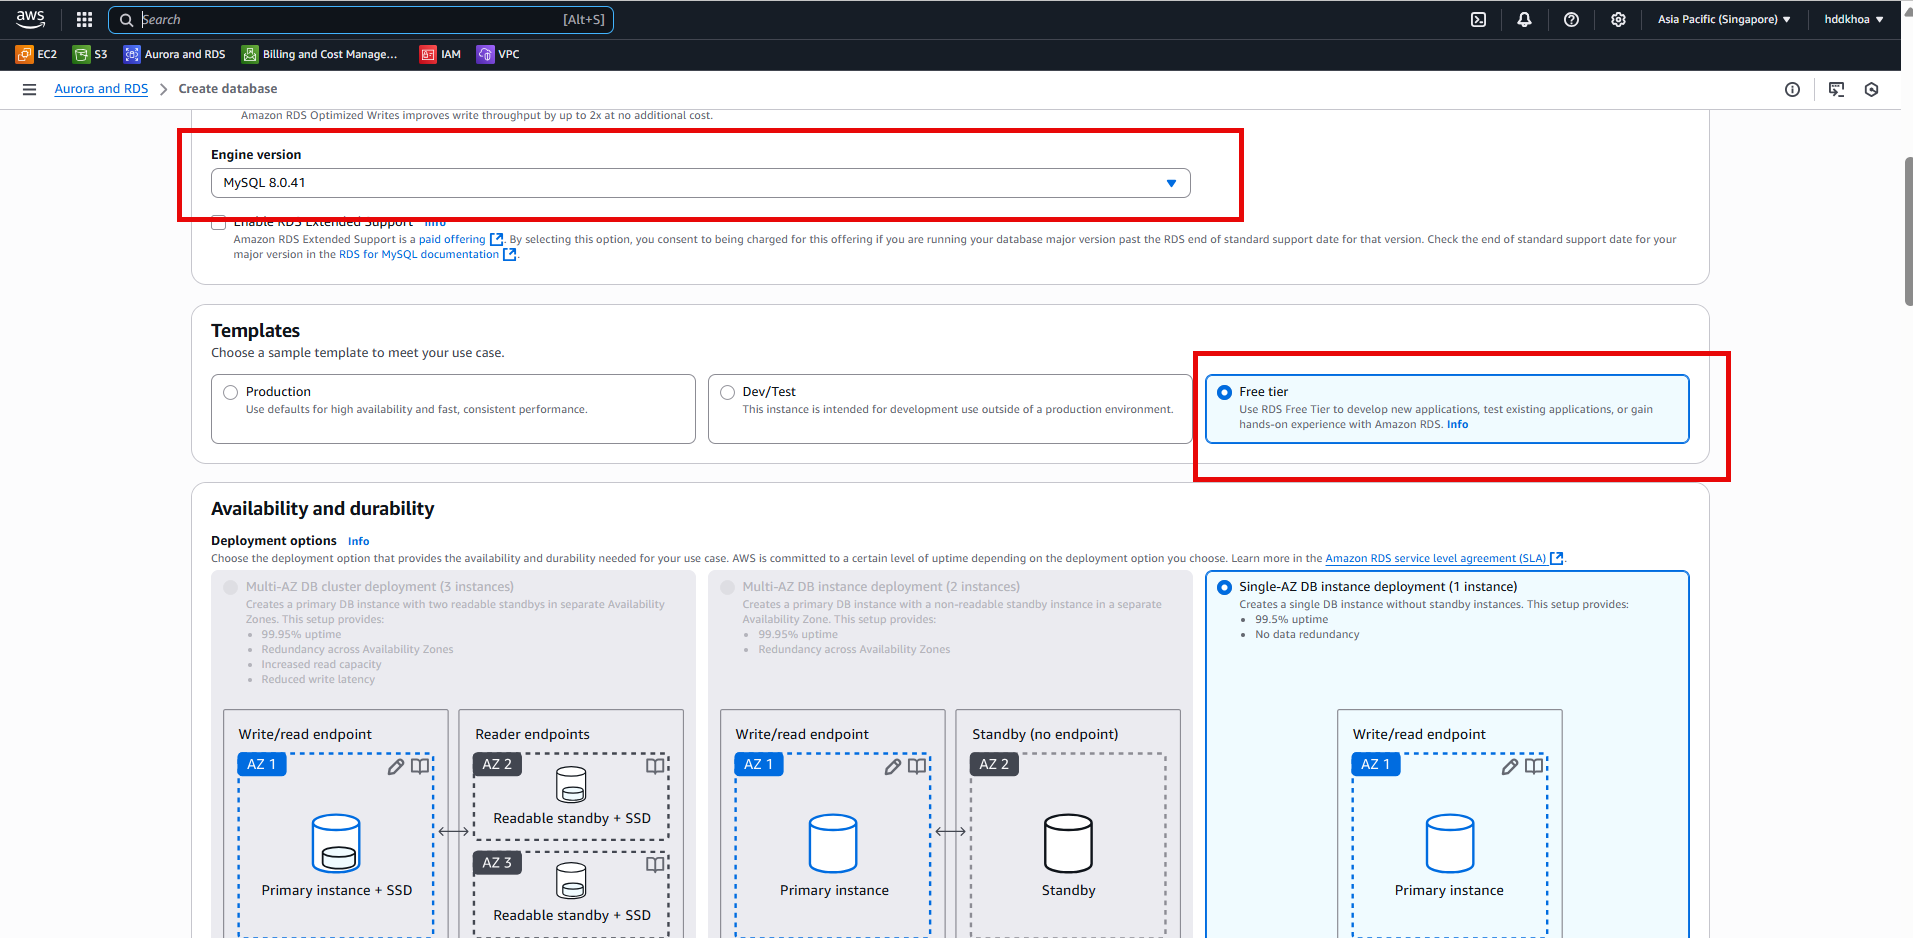 aws
Search
[Alt+S]
Asia Pacific (Singapore)
hddkhoa
EC2
S3
Aurora and RDS
Billing and Cost Manage...
IAM
VPC
Aurora and RDS
Create database
Amazon RDS Optimized Writes improves write throughput by up to 2x at no additional cost.
Engine version
MySQL 8.0.41
Enable RDS Extended Support Info
Amazon RDS Extended Support is a paid offering . By selecting this option, you consent to being charged for this offering if you are running your database major version past the RDS end of standard support date for that version. Check the end of standard support date for your
major version in the RDS for MySQL documentation .
Templates
Choose a sample template to meet your use case.
Production
Use defaults for high availability and fast, consistent performance.
Dev/Test
This instance is intended for development use outside of a production environment.
Free tier
Use RDS Free Tier to develop new applications, test existing applications, or gain
hands-on experience with Amazon RDS. Info
Availability and durability
Deployment options Info
Choose the deployment option that provides the availability and durability needed for your use case. AWS is committed to a certain level of uptime depending on the deployment option you choose. Learn more in the Amazon RDS service level agreement (SLA) .
Multi-AZ DB cluster deployment (3 instances)
Creates a primary DB instance with two readable standbys in separate Availability
Zones. This setup provides:
• 99.95% uptime
• Redundancy across Availability Zones
• Increased read capacity
• Reduced write latency
Write/read endpoint
AZ 1
Primary instance + SSD
Reader endpoints
AZ 2
Readable standby + SSD
AZ 3
Readable standby + SSD
Multi-AZ DB instance deployment (2 instances)
Creates a primary DB instance with a non-readable standby instance in a separate
Availability Zone. This setup provides:
• 99.95% uptime
• Redundancy across Availability Zones
Write/read endpoint
AZ 1
Primary instance
Standby (no endpoint)
AZ 2
Standby
Single-AZ DB instance deployment (1 instance)
Creates a single DB instance without standby instances. This setup provides:
• 99.5% uptime
• No data redundancy
Write/read endpoint
AZ 1
Primary instance